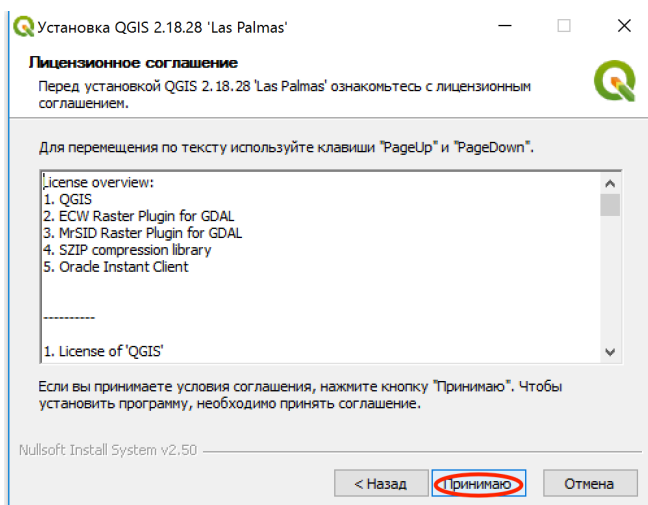 Установка QGIS 2.18.28 'Las Palmas'
Лицензионное соглашение
Перед установкой QGIS 2.18.28 'Las Palmas' ознакомьтесь с лицензионным
соглашением.
Для перемещения по тексту используйте клавиши "PageUp" и "PageDown".
License overview:
1. QGIS
2. ECW Raster Plugin for GDAL
3. MrSID Raster Plugin for GDAL
4. SZIP compression library
5. Oracle Instant Client
----------
1. License of 'QGIS'
Если вы принимаете условия соглашения, нажмите кнопку "Принимаю". Чтобы
установить программу, необходимо принять соглашение.
Nullsoft Install System v2.50
< Назад Принимаю Отмена